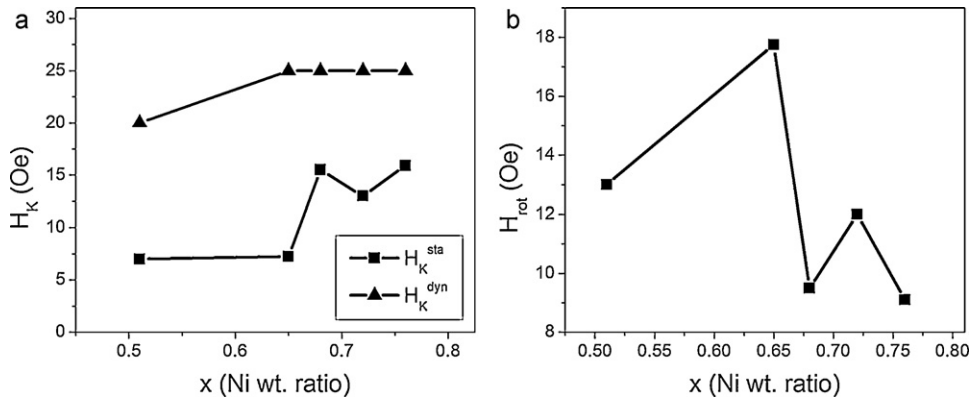 a
H_K (Oe)
30
25
20
15
10
5
0
H_K^sta
H_K^dyn
0.5 0.6 0.7 0.8
x (Ni wt. ratio)
b
H_rot (Oe)
18
16
14
12
10
8
0.50 0.55 0.60 0.65 0.70 0.75 0.80
x (Ni wt. ratio)